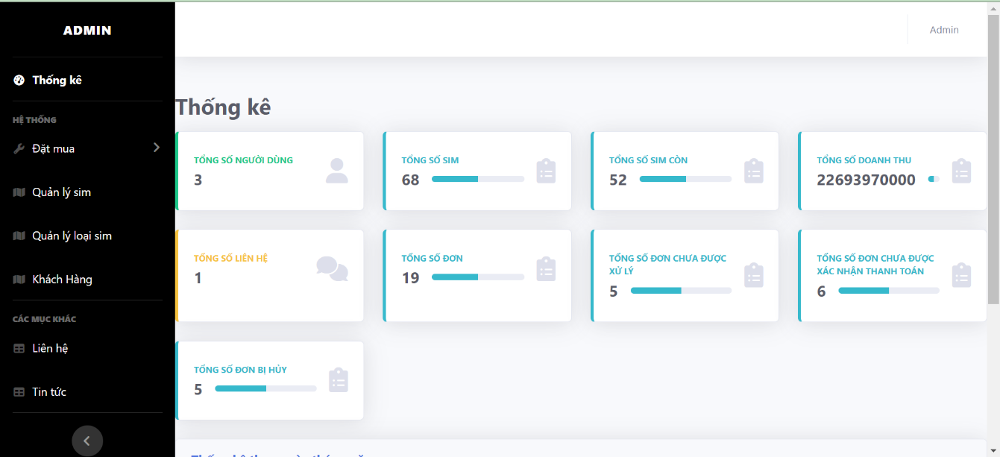 ADMIN
Admin
Thống kê
HỆ THỐNG
Đặt mua
Quản lý sim
Quản lý loại sim
Khách Hàng
CÁC MỤC KHÁC
Liên hệ
Tin tức
Thống kê
TỔNG SỐ NGƯỜI DÙNG
3
TỔNG SỐ SIM
68
TỔNG SỐ SIM CÒN
52
TỔNG SỐ DOANH THU
22693970000
TỔNG SỐ LIÊN HỆ
1
TỔNG SỐ ĐƠN
19
TỔNG SỐ ĐƠN CHƯA ĐƯỢC
XỬ LÝ
5
TỔNG SỐ ĐƠN CHƯA ĐƯỢC
XÁC NHẬN THANH TOÁN
6
TỔNG SỐ ĐƠN BỊ HỦY
5